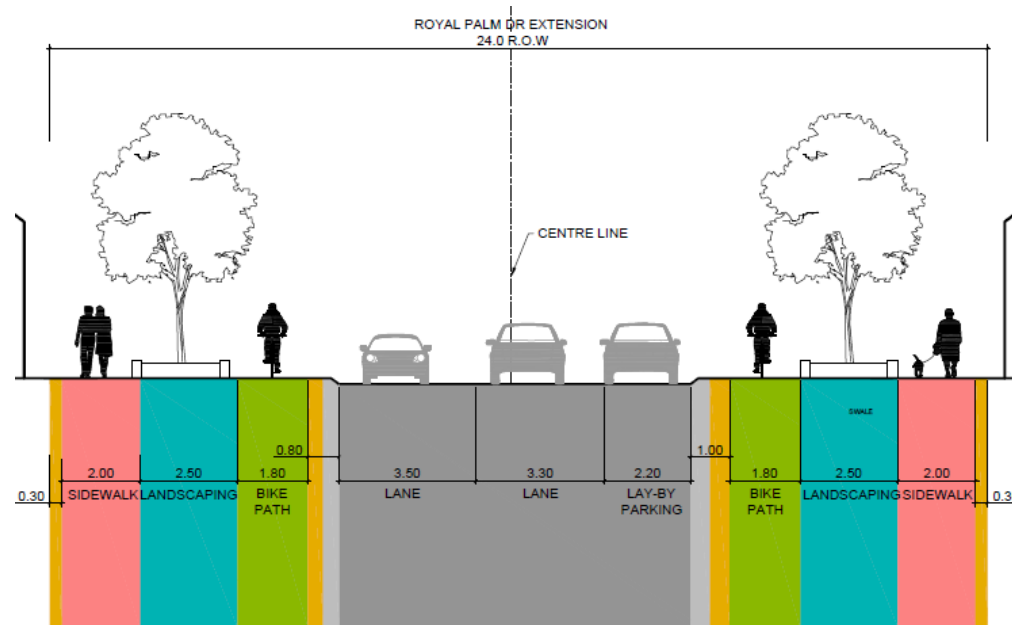 ROYAL PALM DR EXTENSION
24.0 R.O.W
CENTRE LINE
SWALE
0.80
1.00
2.00
2.50
1.80
3.50
3.30
2.20
1.80
2.50
2.00
0.30
SIDEWALK
LANDSCAPING
BIKE
PATH
LANE
LANE
LAY-BY
PARKING
BIKE
PATH
LANDSCAPING
SIDEWALK
0.3